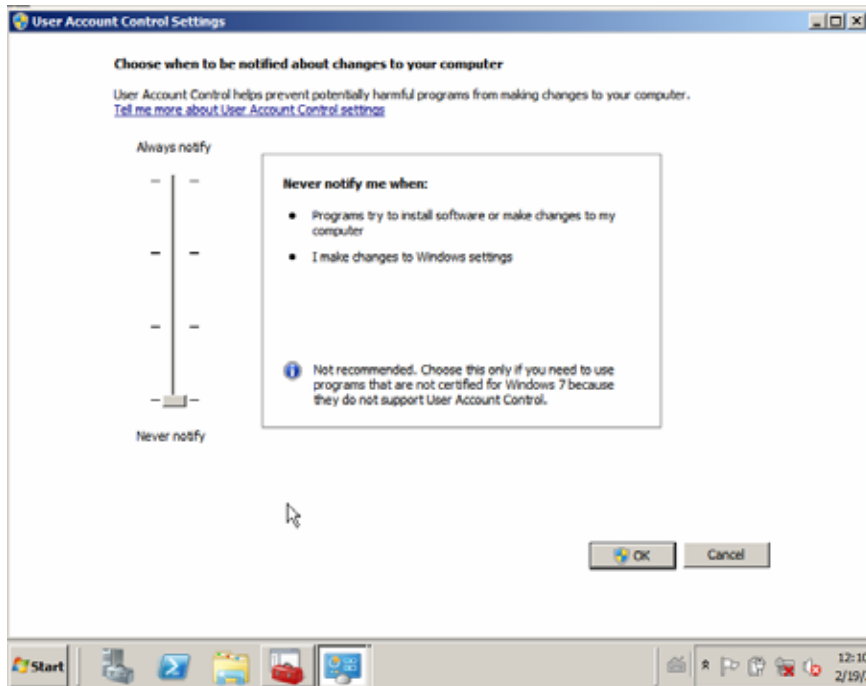 User Account Control Settings
Choose when to be notified about changes to your computer
User Account Control helps prevent potentially harmful programs from making changes to your computer.
Tell me more about User Account Control settings
Always notify
Never notify me when:
Programs try to install software or make changes to my
computer
I make changes to Windows settings
Not recommended. Choose this only if you need to use
programs that are not certified for Windows 7 because
they do not support User Account Control.
Never notify
OK
Cancel
Start
12:10
2/19/